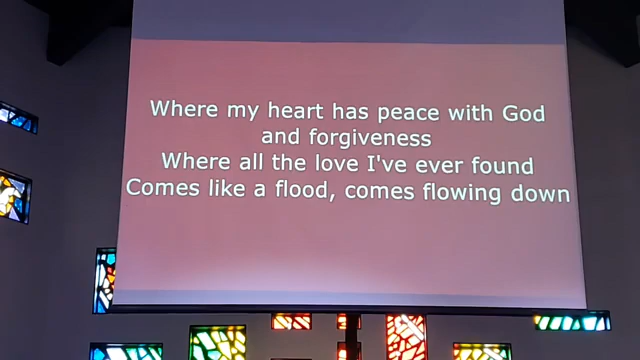 Where my heart has peace with God
and forgiveness
Where all the love I've ever found
Comes like a flood, comes flowing down